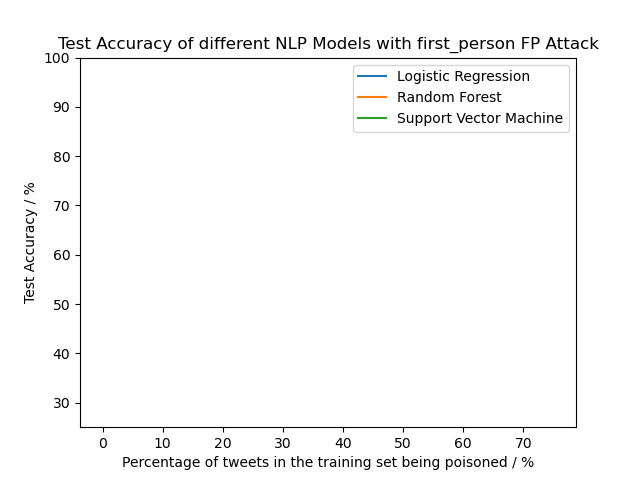 Test Accuracy of different NLP Models with first_person FP Attack
100
90
80
70
60
50
40
30
Test Accuracy / %
Logistic Regression
Random Forest
Support Vector Machine
0 10 20 30 40 50 60 70
Percentage of tweets in the training set being poisoned / %